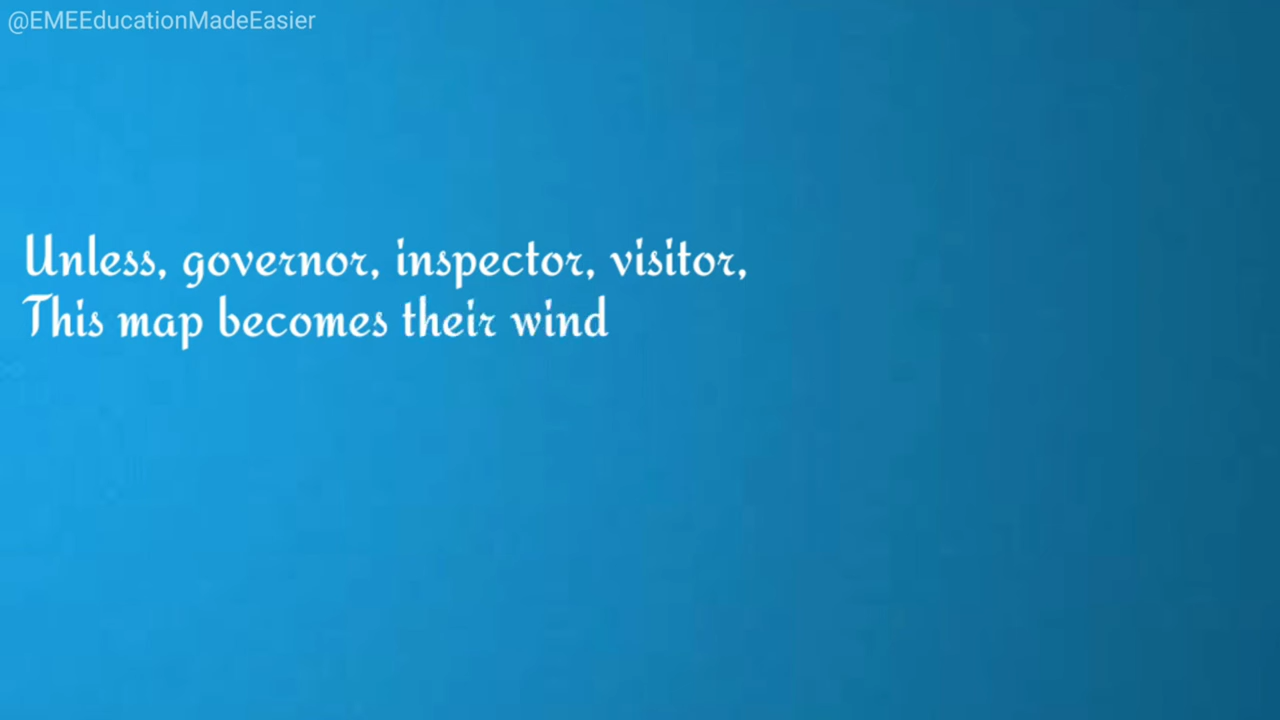 @EMEEducationMadeEasier
Unless, governor, inspector, visitor,
This map becomes their wind